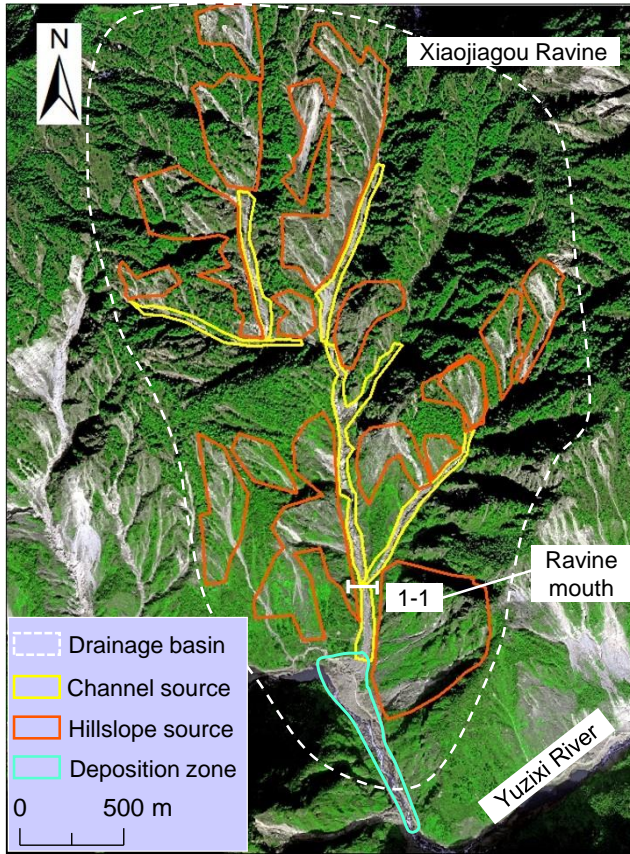 N
Xiaojiagou Ravine
1-1
Ravine
mouth
Drainage basin
Channel source
Hillslope source
Deposition zone
0 500 m
Yuzixi River